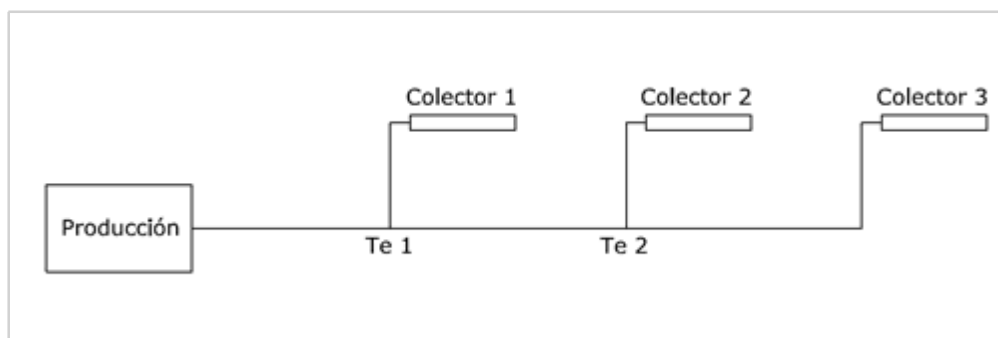 Colector 1
Colector 2
Colector 3
Producción
Te 1
Te 2